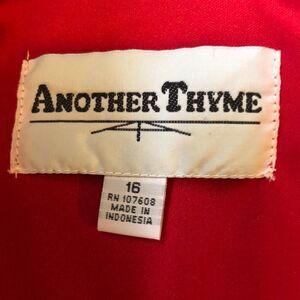 ANOTHER THYME
16
RN 107608
MADE IN
INDONESIA